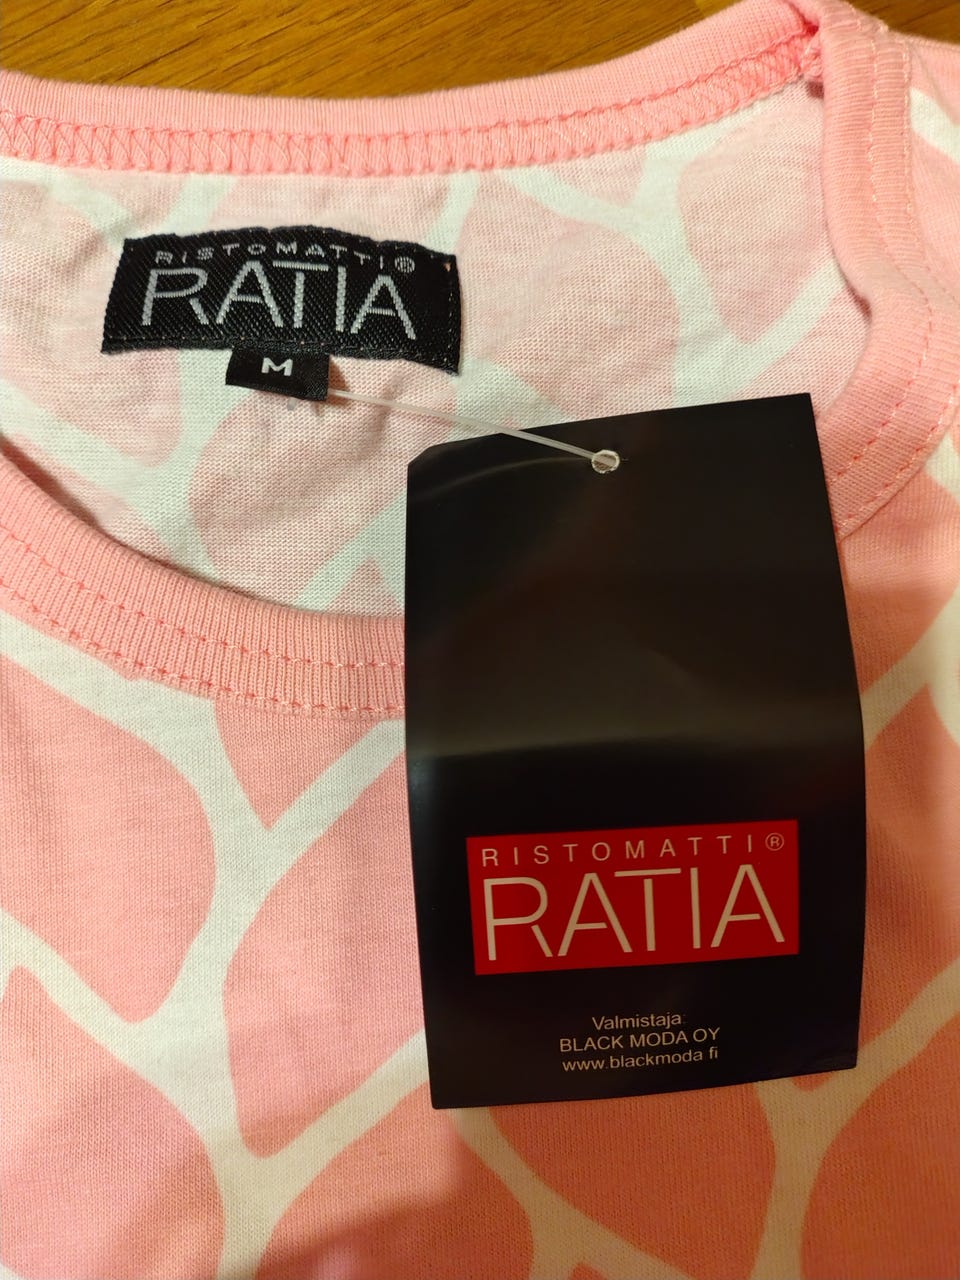 RISTOMATTI®
RATIA
M
RISTOMATTI®
RATIA
Valmistaja:
BLACK MODA OY
www.blackmoda.fi